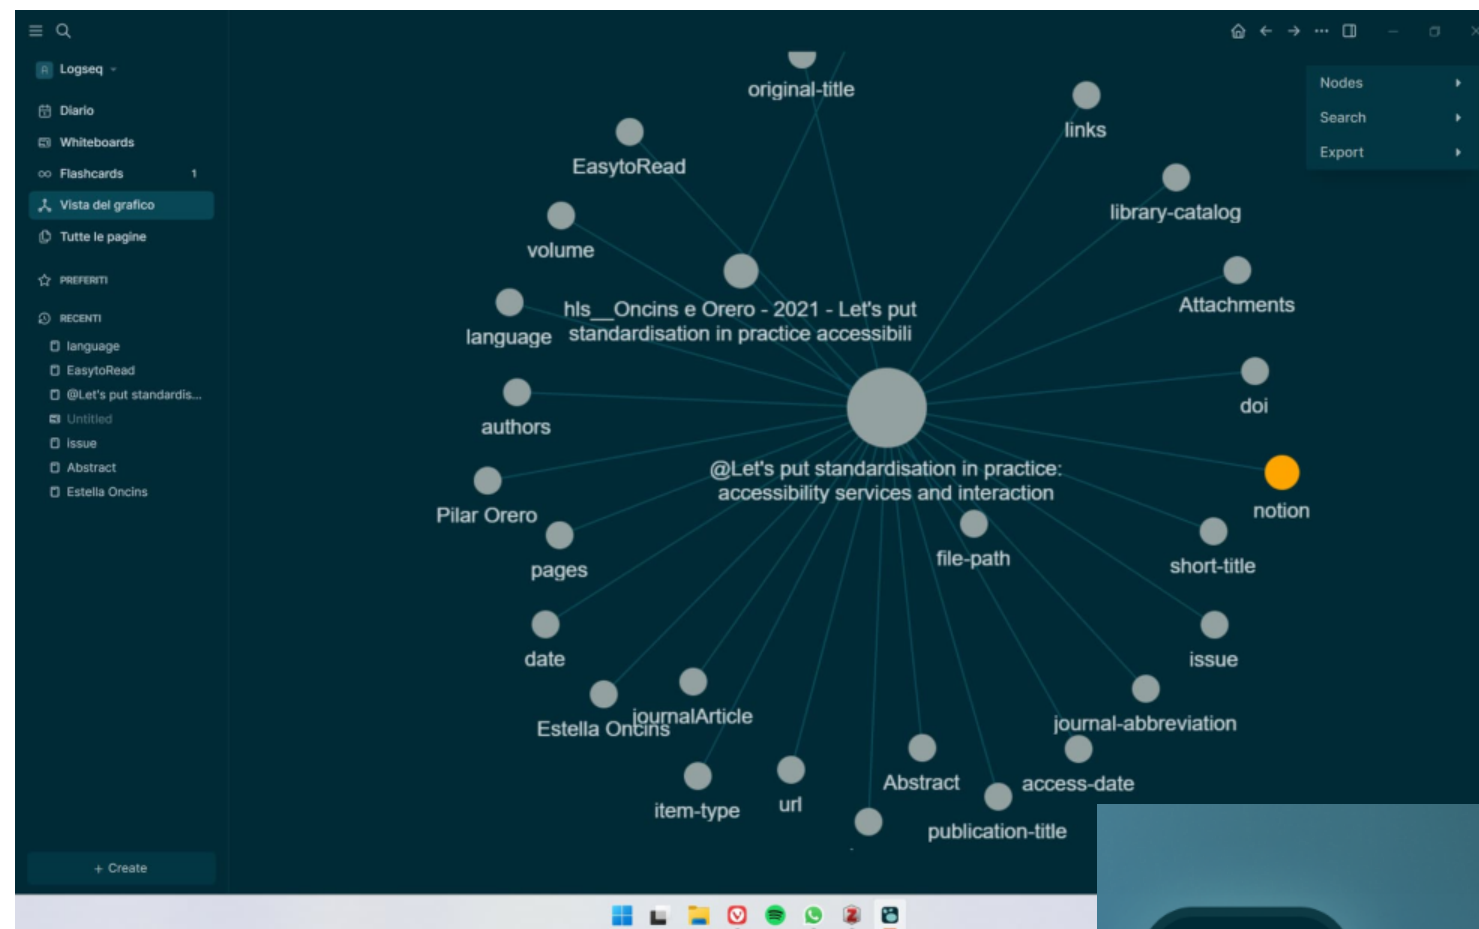 Logseq
Diario
Whiteboards
Flashcards 1
Vista del grafico
Tutte le pagine
PREFERITI
RECENTI
language
EasytoRead
@Let's put standardis...
Untitled
issue
Abstract
Estella Oncins
+ Create
Nodes
Search
Export
original-title
links
EasytoRead
library-catalog
volume
Attachments
hls__Oncins e Orero - 2021 - Let's put
standardisation in practice accessibili
language
doi
authors
@Let's put standardisation in practice:
accessibility services and interaction
notion
Pilar Orero
file-path
short-title
pages
date
issue
journalArticle
Estella Oncins
journal-abbreviation
Abstract
access-date
item-type
url
publication-title